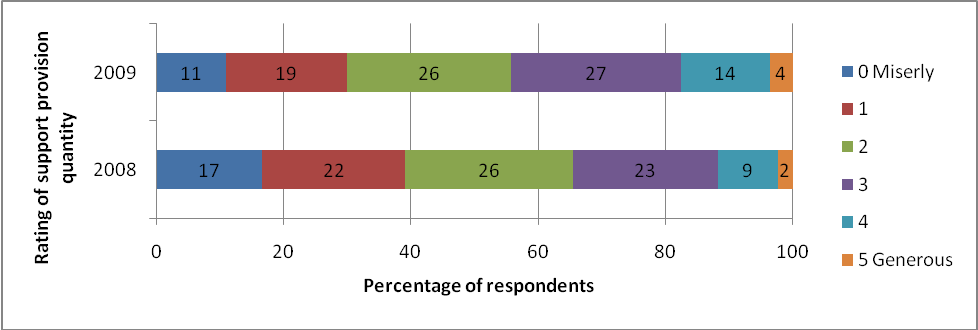 Rating of support provision
quantity
2009
11 19 26 27 14 4
2008
17 22 26 23 9 2
0 20 40 60 80 100
Percentage of respondents
0 Miserly
1
2
3
4
5 Generous